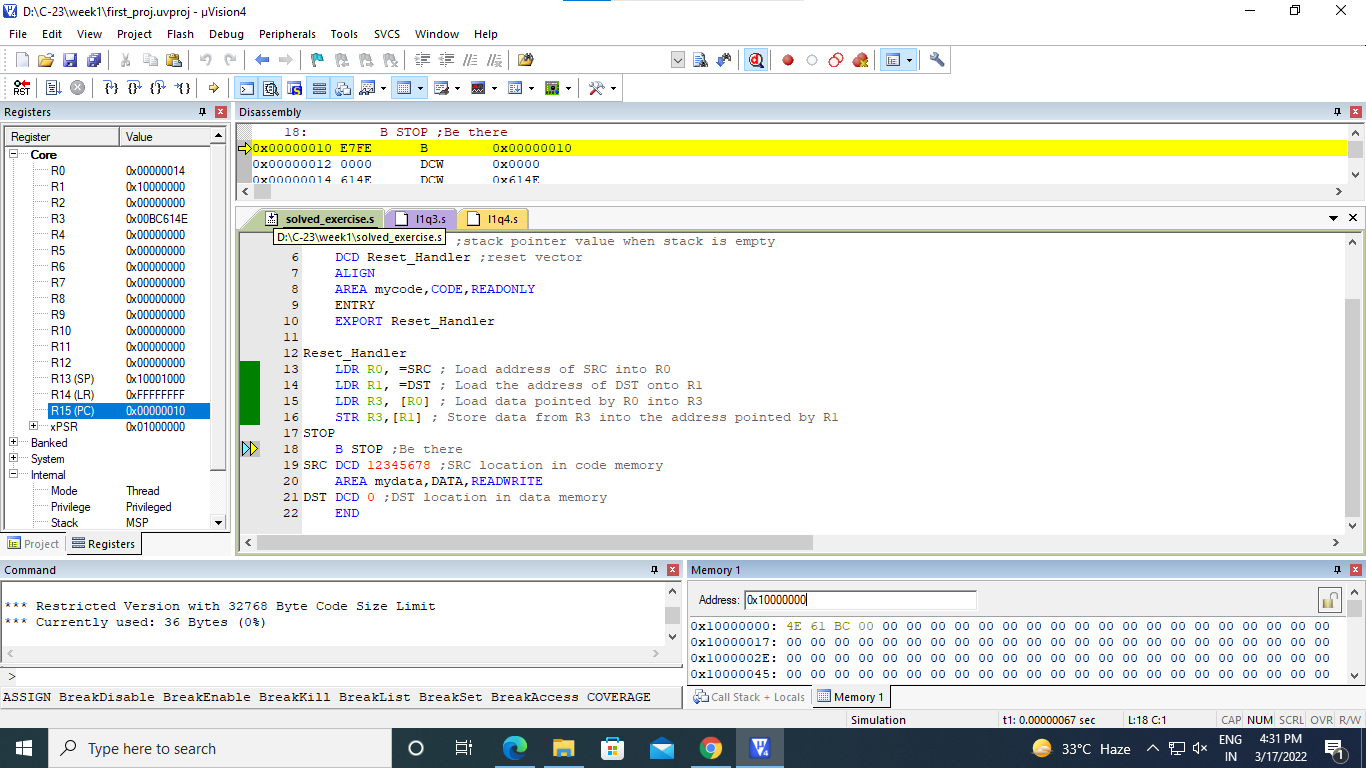 D:\C-23\week1\first_proj.uvproj - µVision4
File Edit View Project Flash Debug Peripherals Tools SVCS Window Help
RST
Registers
Register Value
Core
R0 0x00000014
R1 0x10000000
R2 0x00000000
R3 0x00BC614E
R4 0x00000000
R5 0x00000000
R6 0x00000000
R7 0x00000000
R8 0x00000000
R9 0x00000000
R10 0x00000000
R11 0x00000000
R12 0x00000000
R13 (SP) 0x10001000
R14 (LR) 0xFFFFFFFF
R15 (PC) 0x00000010
xPSR 0x01000000
Banked
System
Internal
Mode Thread
Privilege Privileged
Stack MSP
Project Registers
Disassembly
18: B STOP ;Be there
0x00000010 E7FE B 0x00000010
0x00000012 0000 DCW 0x0000
0x00000014 614E DCW 0x614E
solved_exercise.s l1q3.s l1q4.s
D:\C-23\week1\solved_exercise.s
;stack pointer value when stack is empty
6 DCD Reset_Handler ;reset vector
7 ALIGN
8 AREA mycode,CODE,READONLY
9 ENTRY
10 EXPORT Reset_Handler
11
12 Reset_Handler
13 LDR R0, =SRC ; Load address of SRC into R0
14 LDR R1, =DST ; Load the address of DST onto R1
15 LDR R3, [R0] ; Load data pointed by R0 into R3
16 STR R3,[R1] ; Store data from R3 into the address pointed by R1
17 STOP
18 B STOP ;Be there
19 SRC DCD 12345678 ;SRC location in code memory
20 AREA mydata,DATA,READWRITE
21 DST DCD 0 ;DST location in data memory
22 END
Command
*** Restricted Version with 32768 Byte Code Size Limit
*** Currently used: 36 Bytes (0%)
>
ASSIGN BreakDisable BreakEnable BreakKill BreakList BreakSet BreakAccess COVERAGE
Memory 1
Address: 0x10000000
0x10000000: 4E 61 BC 00 00 00 00 00 00 00 00 00 00 00 00 00 00 00 00 00 00 00 00
0x10000017: 00 00 00 00 00 00 00 00 00 00 00 00 00 00 00 00 00 00 00 00 00 00 00
0x1000002E: 00 00 00 00 00 00 00 00 00 00 00 00 00 00 00 00 00 00 00 00 00 00 00
0x10000045: 00 00 00 00 00 00 00 00 00 00 00 00 00 00 00 00 00 00 00 00 00 00 00
Call Stack + Locals Memory 1
Simulation t1: 0.00000067 sec L:18 C:1 CAP NUM SCRL OVR R/W
Type here to search
33°C Haze
ENG
IN
4:31 PM
3/17/2022
1